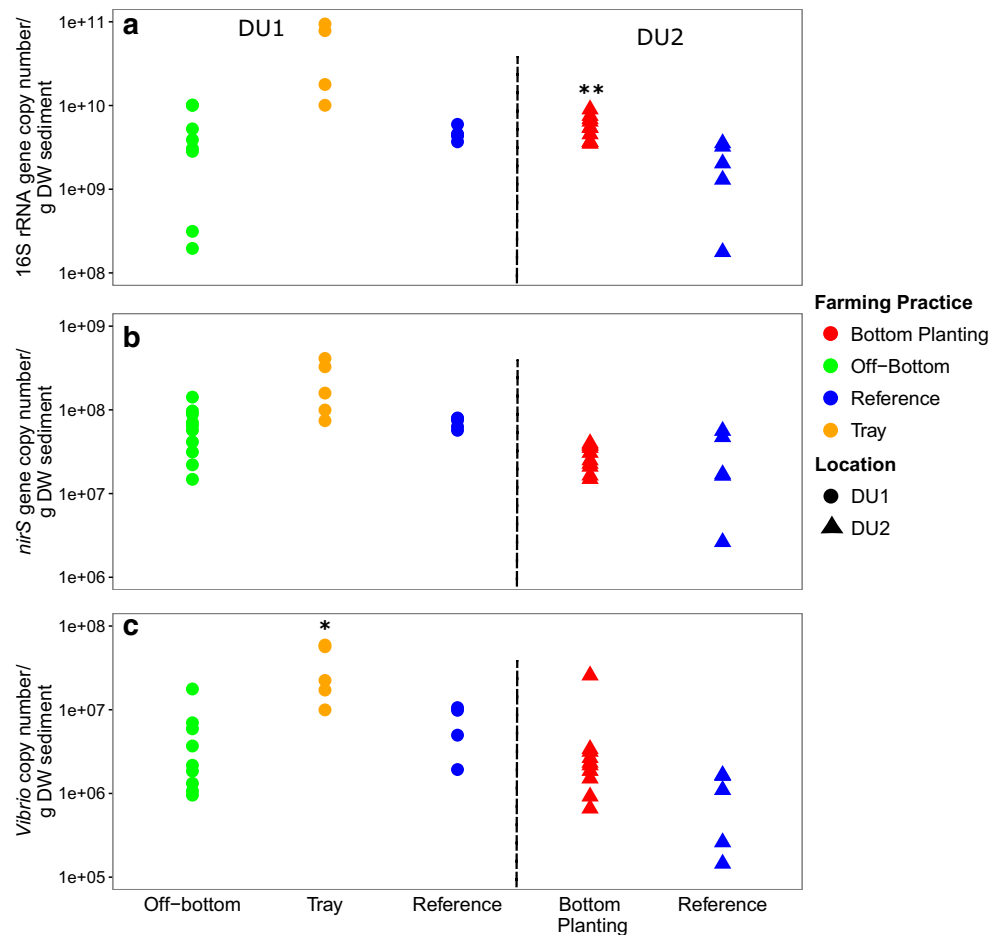 a
DU1
DU2
**
16S rRNA gene copy number/
g DW sediment
1e+11
1e+10
1e+09
1e+08
b
nirS gene copy number/
g DW sediment
1e+09
1e+08
1e+07
1e+06
c
*
Vibrio copy number/
g DW sediment
1e+08
1e+07
1e+06
1e+05
Off−bottom
Tray
Reference
Bottom
Planting
Reference
Farming Practice
Bottom Planting
Off−Bottom
Reference
Tray
Location
DU1
DU2